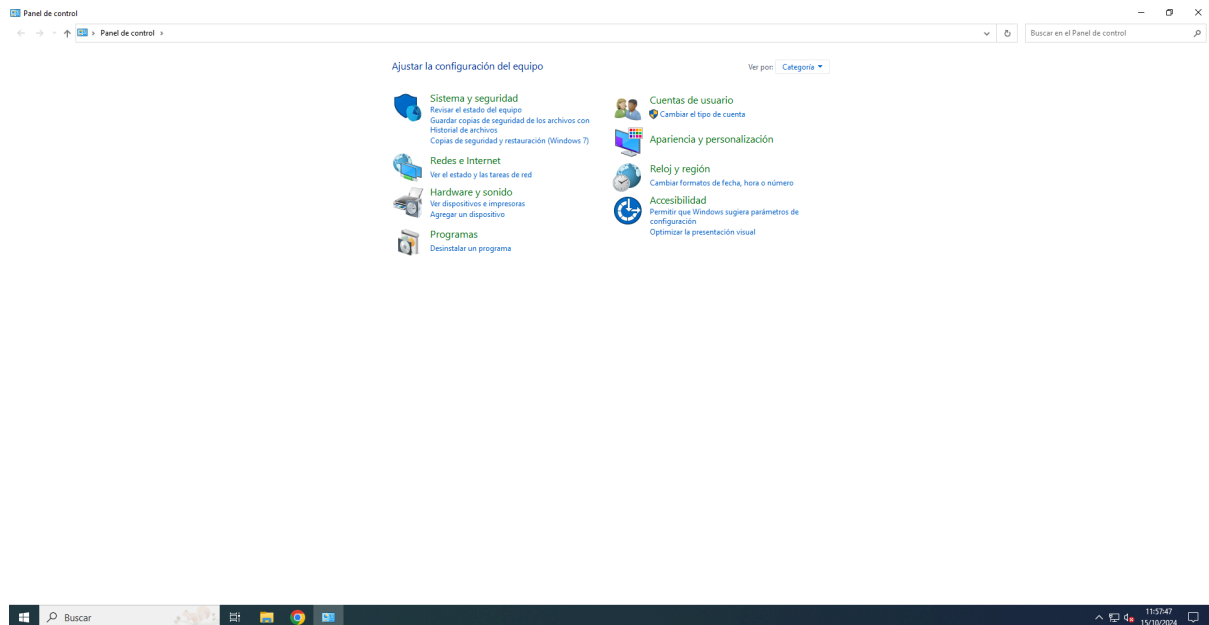 Panel de control
Panel de control
Buscar en el Panel de control
Ajustar la configuración del equipo
Ver por: Categoría
Sistema y seguridad
Revisar el estado del equipo
Guardar copias de seguridad de los archivos con
Historial de archivos
Copias de seguridad y restauración (Windows 7)
Redes e Internet
Ver el estado y las tareas de red
Hardware y sonido
Ver dispositivos e impresoras
Agregar un dispositivo
Programas
Desinstalar un programa
Cuentas de usuario
Cambiar el tipo de cuenta
Apariencia y personalización
Reloj y región
Cambiar formatos de fecha, hora o número
Accesibilidad
Permitir que Windows sugiera parámetros de
configuración
Optimizar la presentación visual
Buscar
11:57:47
15/10/2024